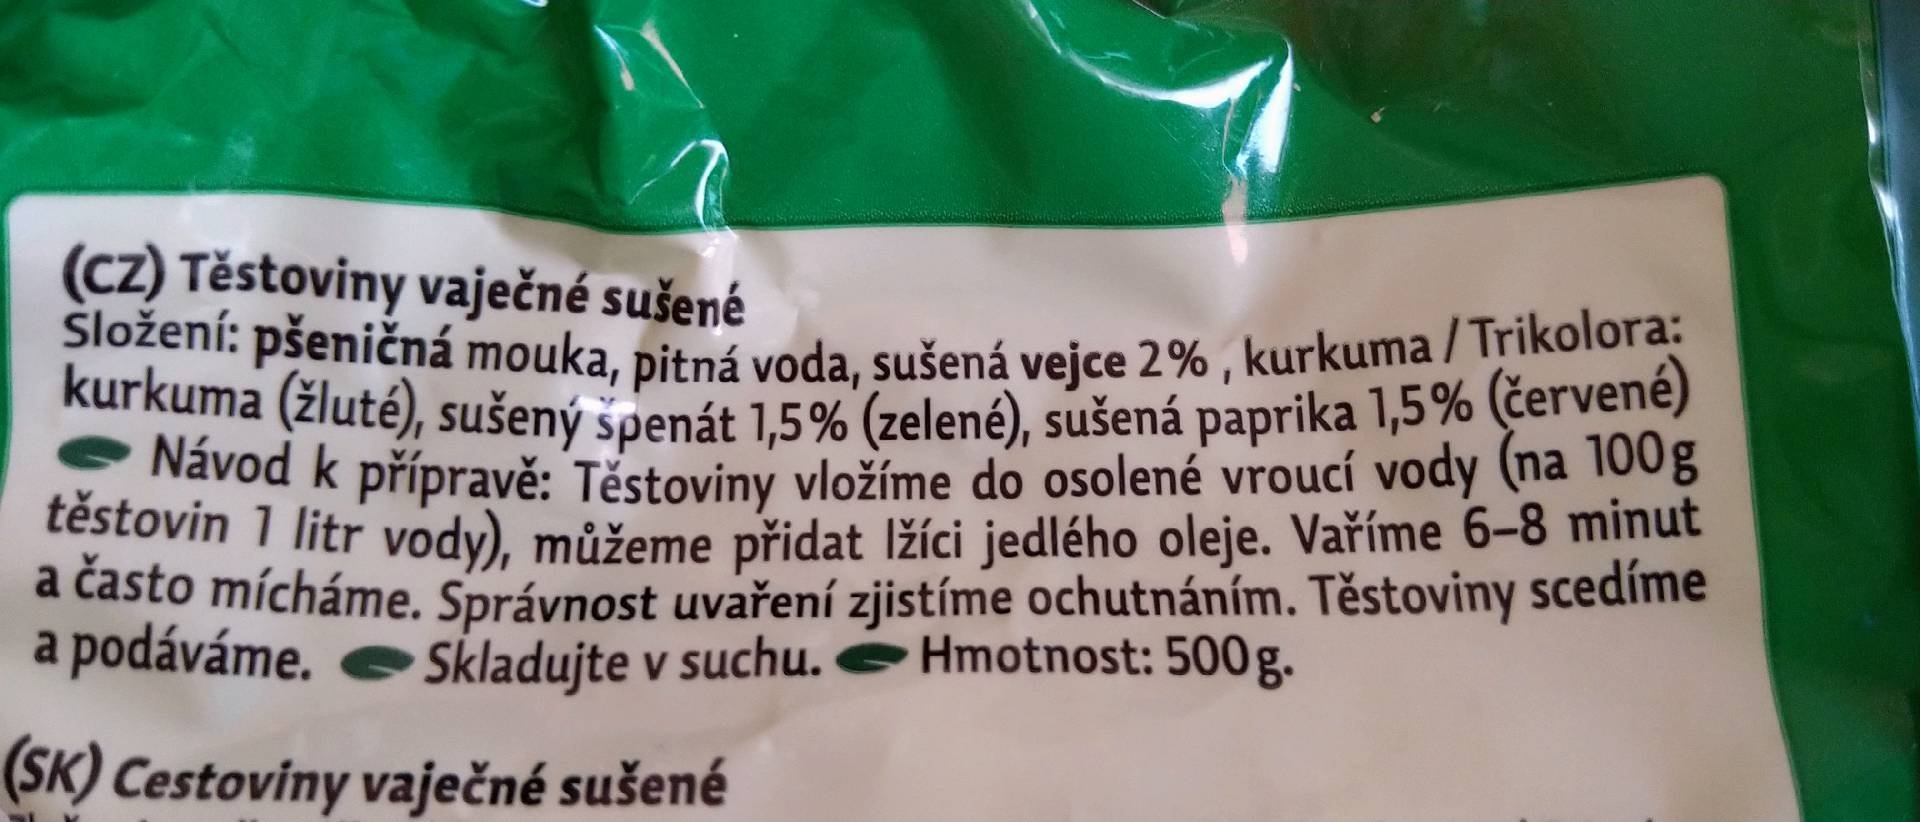 (CZ) Těstoviny vaječné sušené
Složení: pšeničná mouka, pitná voda, sušená vejce 2% , kurkuma / Trikolora:
kurkuma (žluté), sušený špenát 1,5% (zelené), sušená paprika 1,5% (červené)
Návod k přípravě: Těstoviny vložíme do osolené vroucí vody (na 100g
těstovin 1 litr vody), můžeme přidat lžíci jedlého oleje. Vaříme 6–8 minut
a často mícháme. Správnost uvaření zjistíme ochutnáním. Těstoviny scedíme
a podáváme. Skladujte v suchu. Hmotnost: 500g.
(SK) Cestoviny vaječné sušené